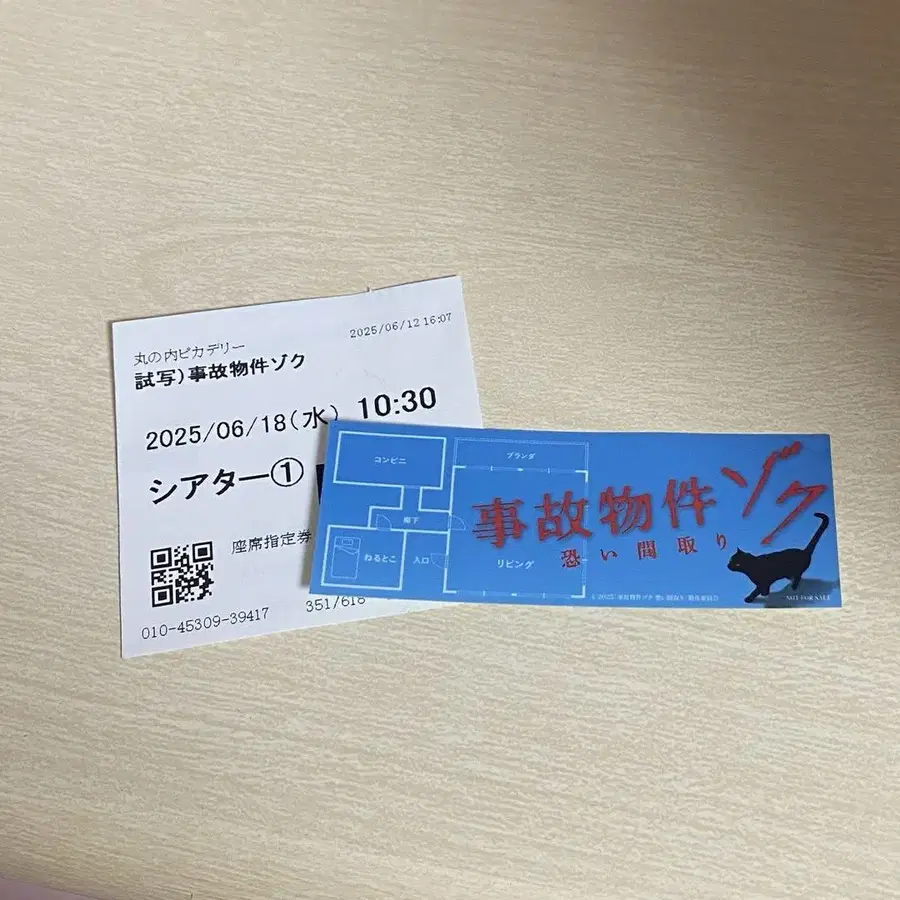 丸の内ピカデリー
2025/06/12 16:07
試写)事故物件ゾク
2025/06/18(水) 10:30
シアター①
座席指定券
010-45309-39417
351/618
コンビニ
ブランダ
廊下
ねるとこ
入口
リビング
事故物件ゾク
恐い間取り
NOT FOR SALE